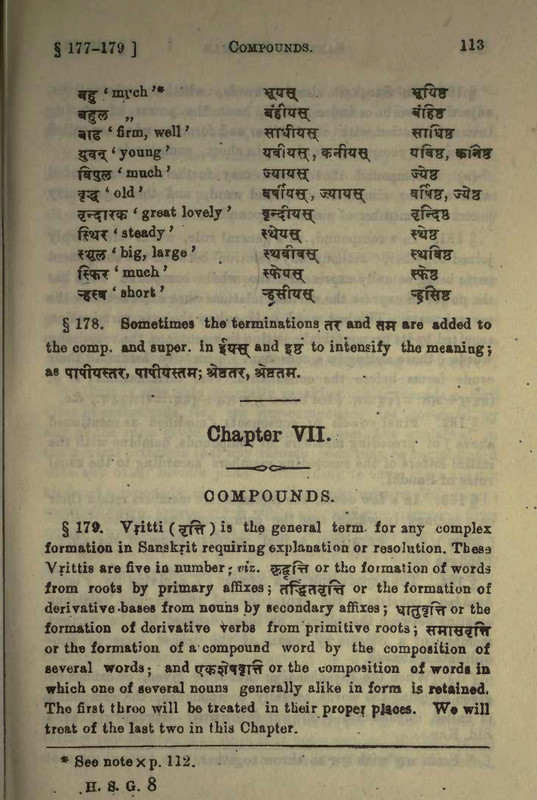 § 177–179 ] COMPOUNDS. 113
बहु ‘ much ’* भूयस् भूयिष्ठ
बहुल „ बंहीयस् बंहिष्ठ
बाढ ‘ firm, well ’ साधीयस् साधिष्ठ
युवन् ‘ young ’ यवीयस् , कनीयस् यविष्ठ, कनिष्ठ
विपुल ‘ much ’ ज्यायस् ज्येष्ठ
वृद्ध ‘ old ’ वर्षीयस् , ज्यायस् वर्षिष्ठ, ज्येष्ठ
वृन्दारक ‘ great lovely ’ वृन्दीयस् वृन्दिष्ठ
स्थिर ‘ steady ’ स्थेयस् स्थेष्ठ
स्थूल ‘ big, large ’ स्थवीयस् स्थविष्ठ
स्फिर ‘ much ’ स्फेयस् स्फेष्ठ
ह्रस्व ‘ short ’ ह्रसीयस् ह्रसिष्ठ
§ 178. Sometimes the terminations तर and तम are added to
the comp. and super. in ईयस् and इष्ठ to intensify the meaning ;
as पापीयस्तर, पापीयस्तम; श्रेष्ठतर, श्रेष्ठतम.
Chapter VII.
COMPOUNDS.
§ 179. Vṛitti ( वृत्ति ) is the general term for any complex
formation in Sanskṛit requiring explanation or resolution. These
Vṛittis are five in number ; viz. कृद्वृत्ति or the formation of words
from roots by primary affixes ; तद्धितवृत्ति or the formation of
derivative bases from nouns by secondary affixes ; धातुवृत्ति or the
formation of derivative verbs from primitive roots ; समासवृत्ति
or the formation of a compound word by the composition of
several words ; and एकशेषवृत्ति or the composition of words in
which one of several nouns generally alike in form is retained.
The first three will be treated in their proper places. We will
treat of the last two in this Chapter.
* See note x p. 112.
H. S. G. 8